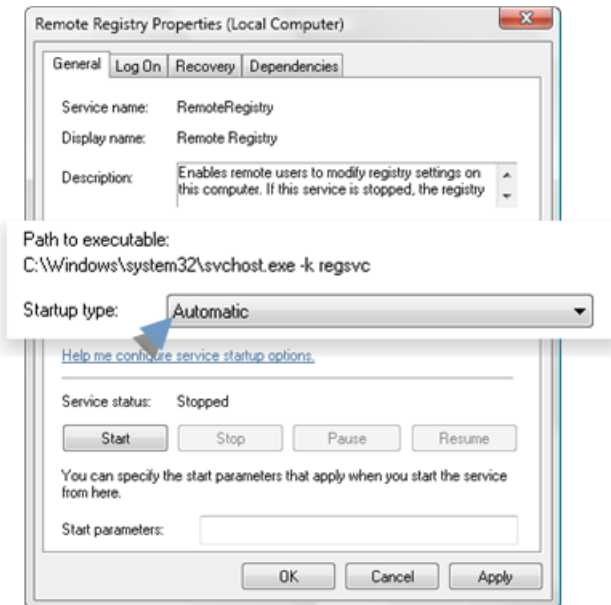 Remote Registry Properties (Local Computer)
General Log On Recovery Dependencies
Service name: RemoteRegistry
Display name: Remote Registry
Description: Enables remote users to modify registry settings on
this computer. If this service is stopped, the registry
Path to executable:
C:\Windows\system32\svchost.exe -k regsvc
Startup type: Automatic
Help me configure service startup options.
Service status: Stopped
Start Stop Pause Resume
You can specify the start parameters that apply when you start the service
from here.
Start parameters:
OK Cancel Apply